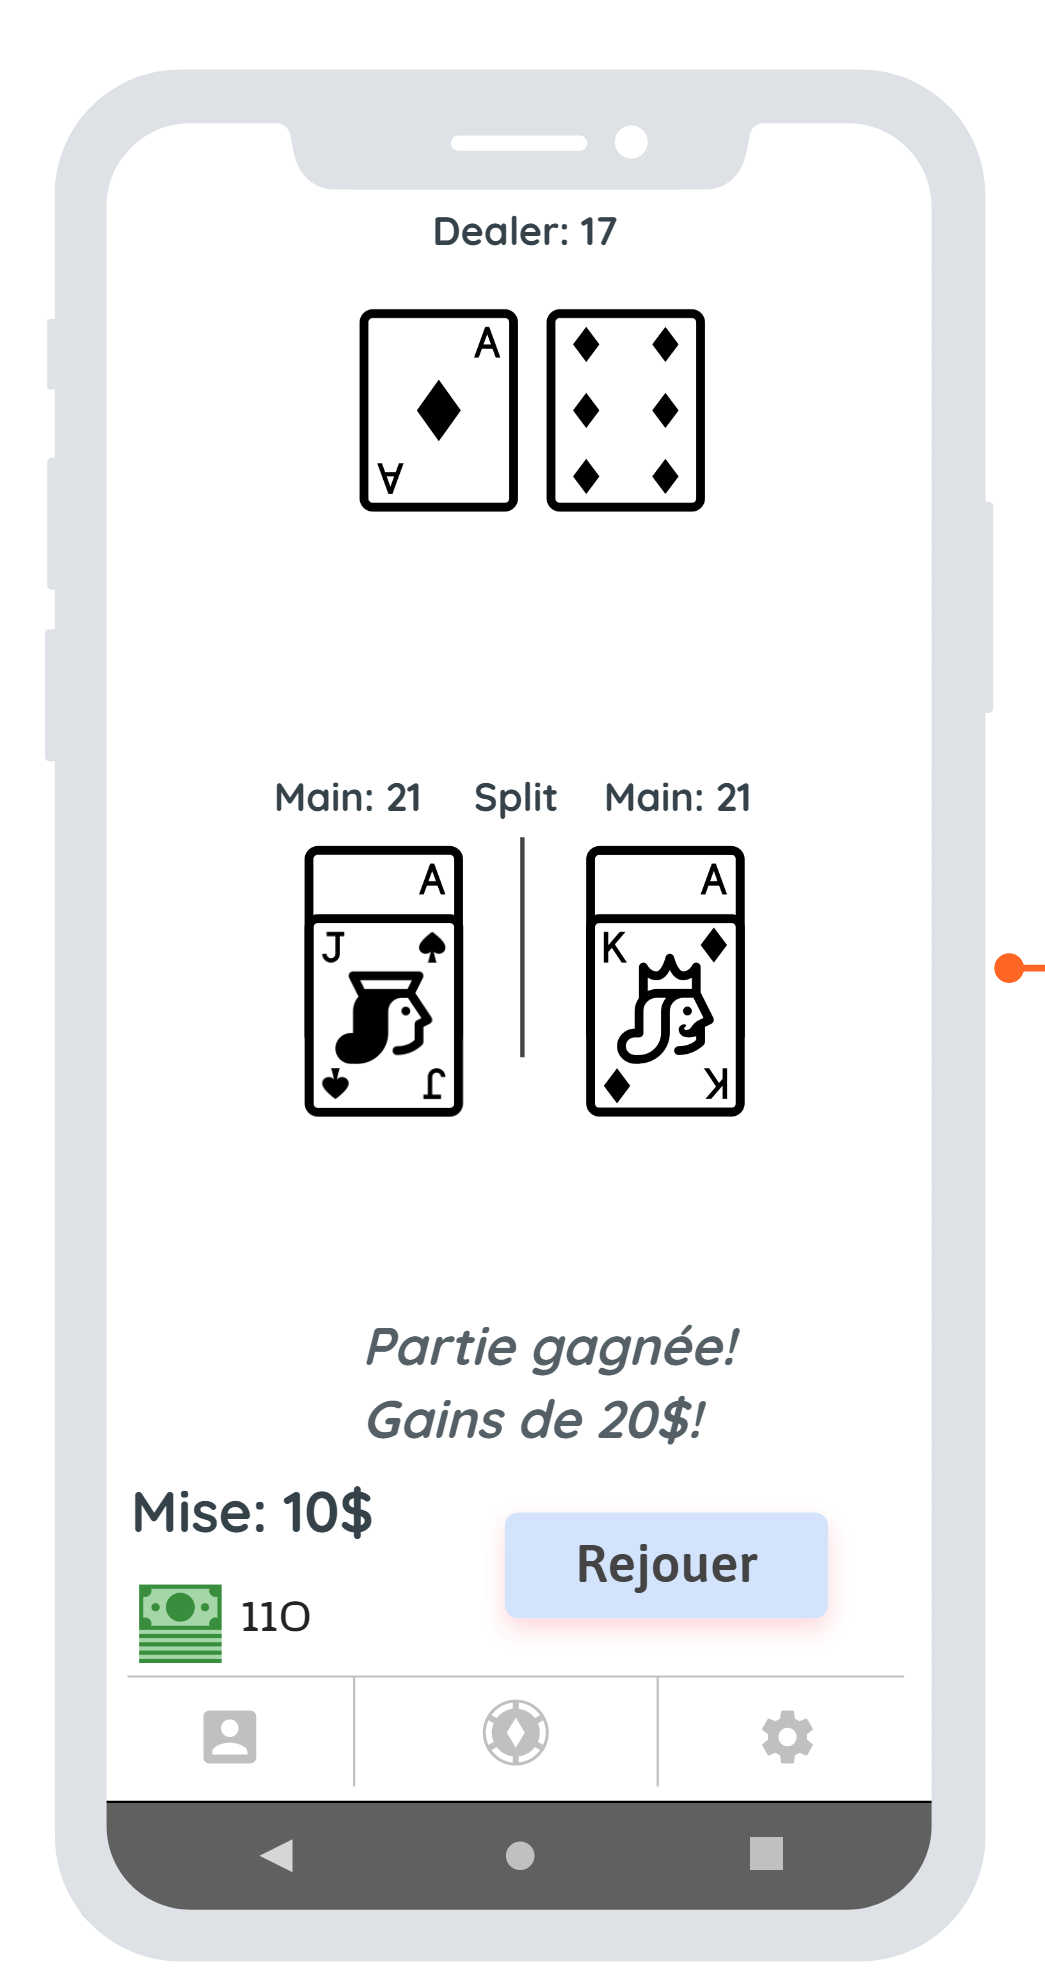 Dealer: 17
A
A
Main: 21 Split Main: 21
A A
J K
J K
Partie gagnée!
Gains de 20$!
Mise: 10$
Rejouer
110